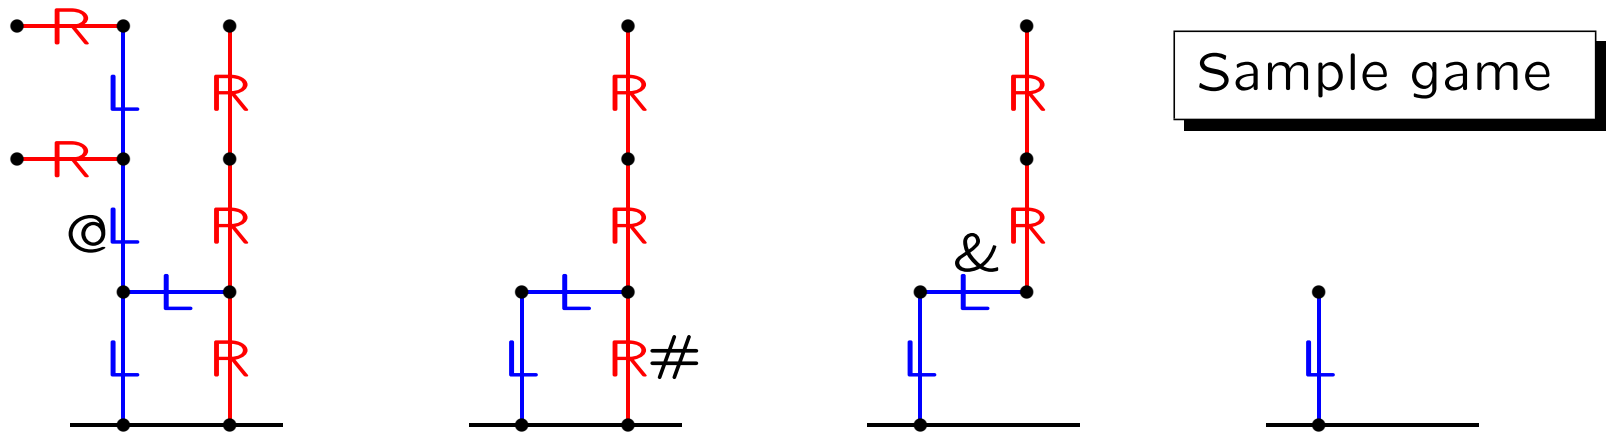 R R
L R R R Sample game
R
@ L R R & R
L L L
L R L R # L L